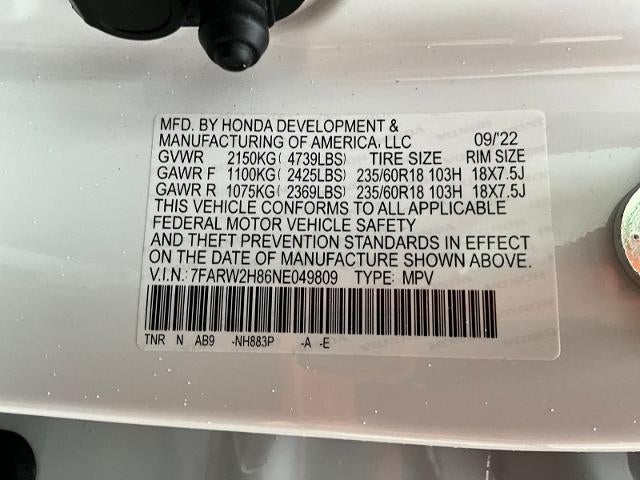 MFD. BY HONDA DEVELOPMENT &
MANUFACTURING OF AMERICA, LLC 09/'22
GVWR 2150KG ( 4739LBS) TIRE SIZE RIM SIZE
GAWR F 1100KG ( 2425LBS) 235/60R18 103H 18X7.5J
GAWR R 1075KG ( 2369LBS) 235/60R18 103H 18X7.5J
THIS VEHICLE CONFORMS TO ALL APPLICABLE
FEDERAL MOTOR VEHICLE SAFETY
AND THEFT PREVENTION STANDARDS IN EFFECT
ON THE DATE OF MANUFACTURE SHOWN ABOVE.
V.I.N.: 7FARW2H86NE049809 TYPE: MPV
TNR N AB9 -NH883P -A -E